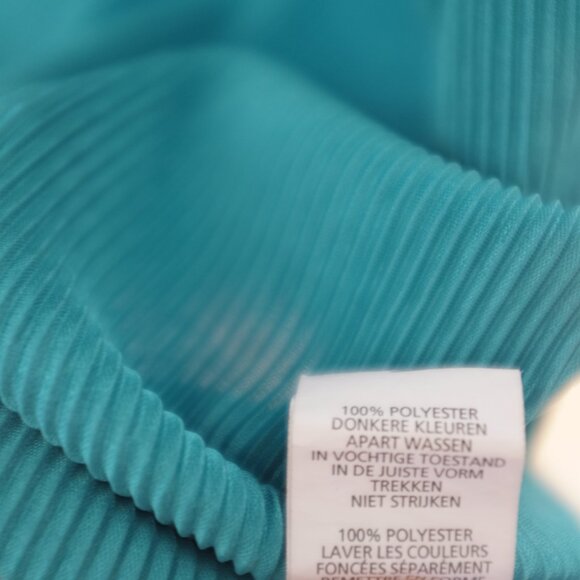 100% POLYESTER
DONKERE KLEUREN
APART WASSEN
IN VOCHTIGE TOESTAND
IN DE JUISTE VORM
TREKKEN
NIET STRIJKEN
100% POLYESTER
LAVER LES COULEURS
FONCÉES SÉPARÉMENT